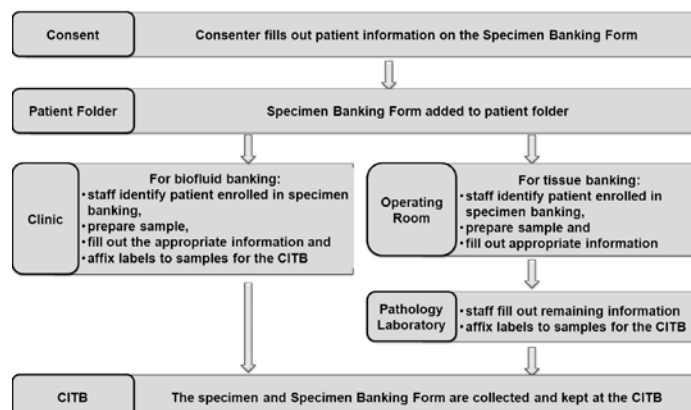 Consent
Consenter fills out patient information on the Specimen Banking Form
Patient Folder
Specimen Banking Form added to patient folder
Clinic
For biofluid banking:
•staff identify patient enrolled in specimen
banking,
•prepare sample,
•fill out the appropriate information and
•affix labels to samples for the CITB
Operating
Room
For tissue banking:
•staff identify patient enrolled in
specimen banking,
•prepare sample and
•fill out appropriate information
Pathology
Laboratory
•staff fill out remaining information
•affix labels to samples for the CITB
CITB
The specimen and Specimen Banking Form are collected and kept at the CITB